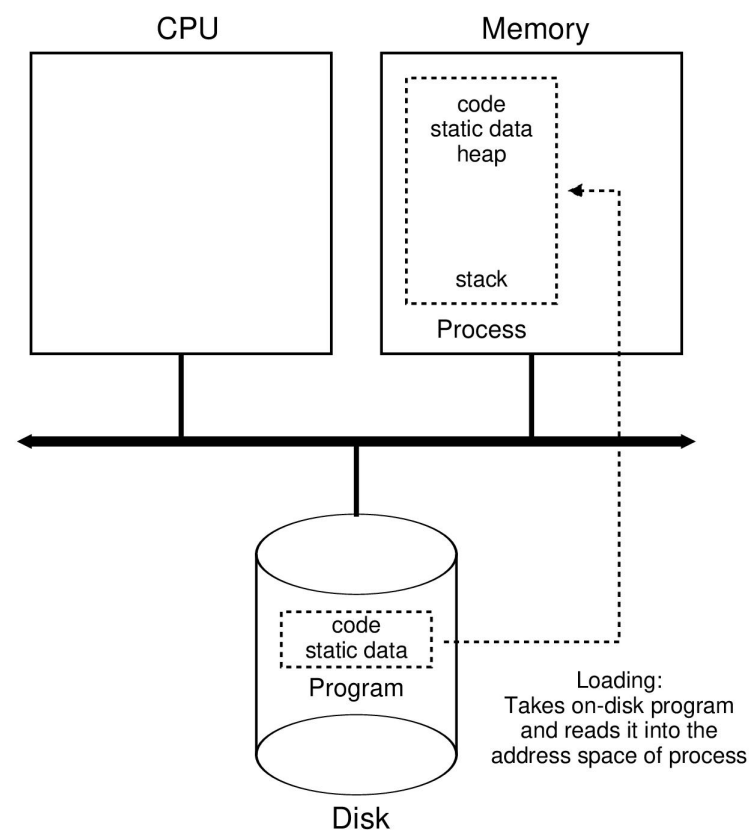 CPU
Memory
code
static data
heap
stack
Process
code
static data
Program
Loading:
Takes on-disk program
and reads it into the
address space of process
Disk